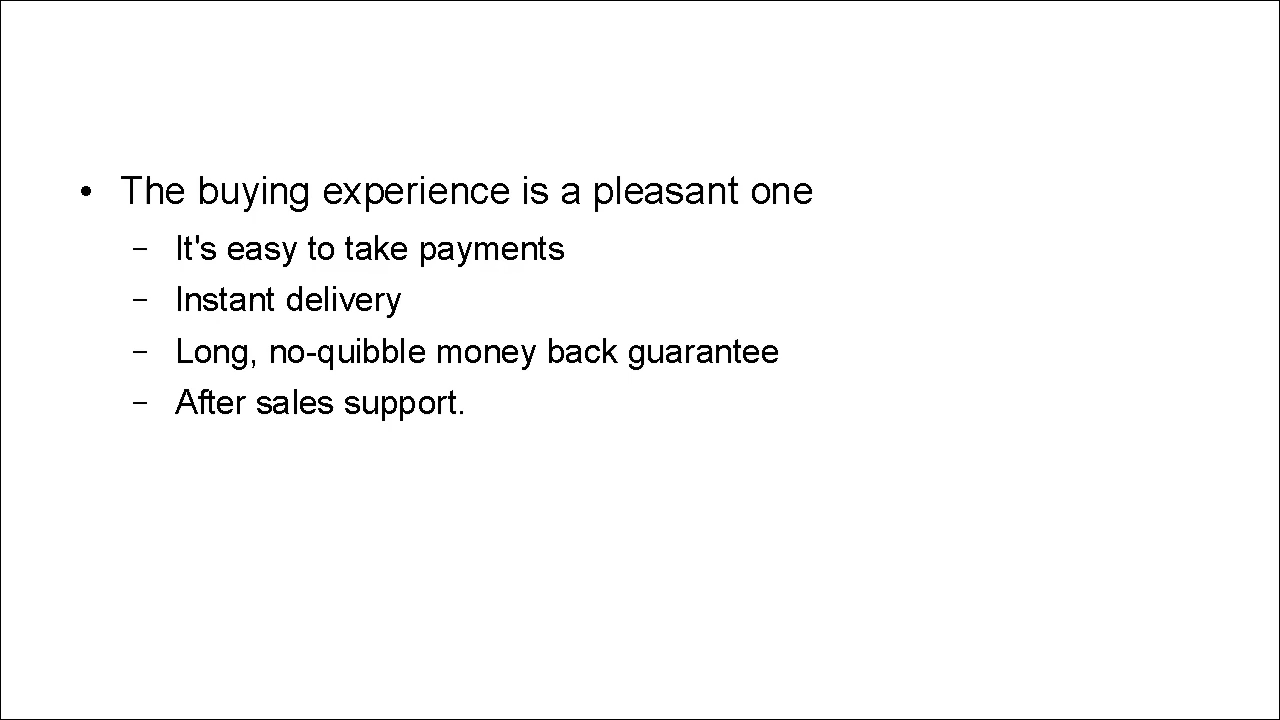 • The buying experience is a pleasant one
– It's easy to take payments
– Instant delivery
– Long, no-quibble money back guarantee
– After sales support.